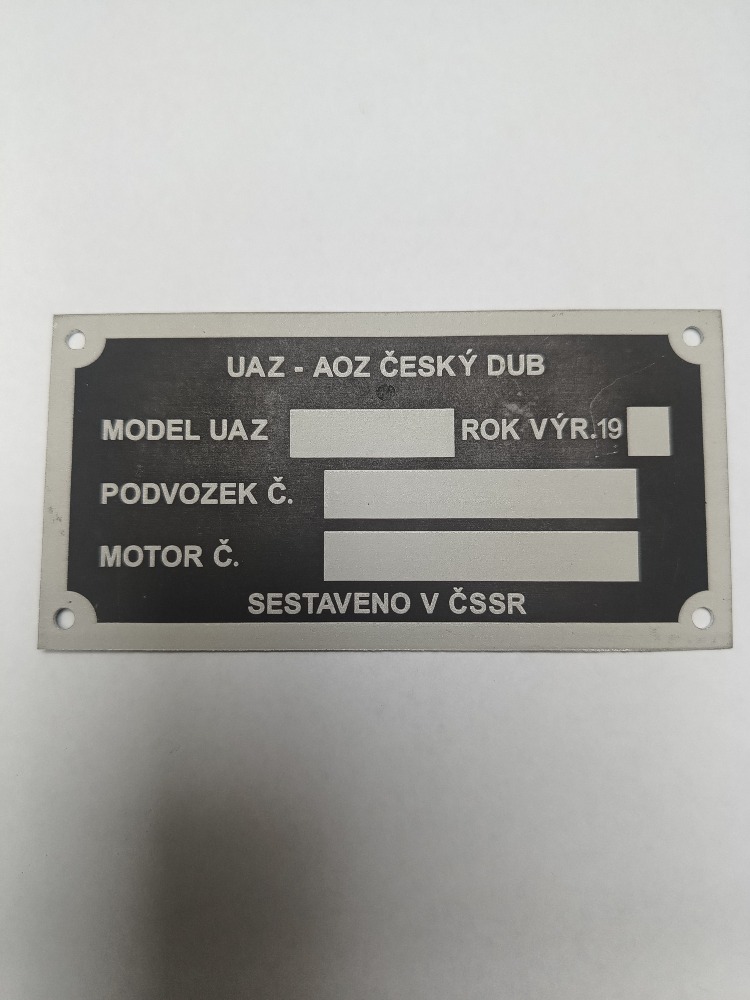 UAZ - AOZ ČESKÝ DUB
MODEL UAZ ROK VÝR.19
PODVOZEK Č.
MOTOR Č.
SESTAVENO V ČSSR